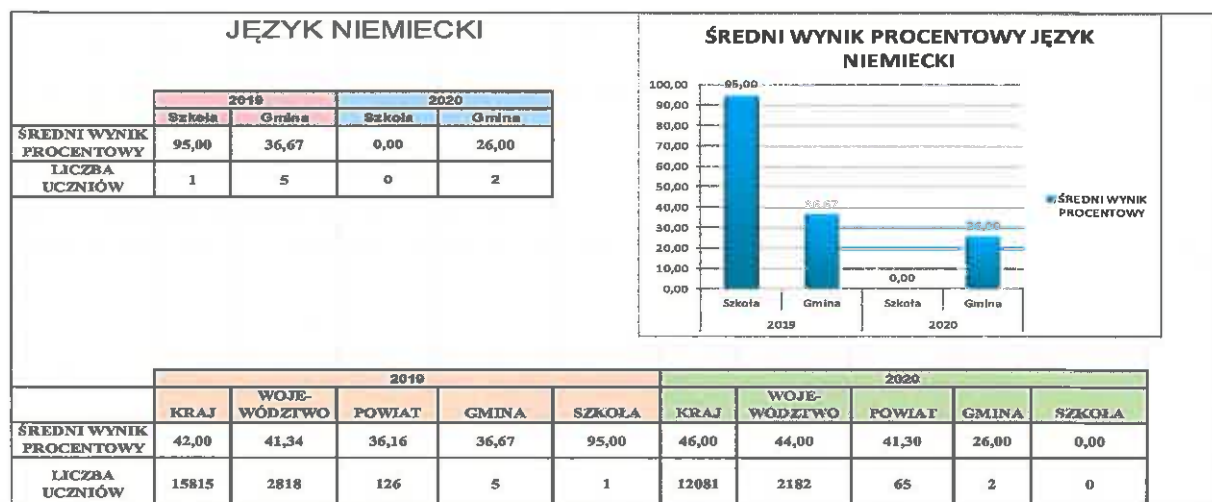 JĘZYK NIEMIECKI
2019 2020
Szkoła Gmina Szkoła Gmina
ŚREDNI WYNIK
PROCENTOWY 95,00 36,67 0,00 26,00
LICZBA
UCZNIÓW 1 5 0 2
ŚREDNI WYNIK PROCENTOWY JĘZYK
NIEMIECKI
100,00
90,00
80,00
70,00
60,00
50,00
40,00
30,00
20,00
10,00
0,00
95,00
36,67
0,00
26,00
Szkoła Gmina Szkoła Gmina
2019 2020
ŚREDNI WYNIK
PROCENTOWY
2019 2020
KRAJ WOJE-
WÓDZTWO POWIAT GMINA SZKOŁA KRAJ WOJE-
WÓDZTWO POWIAT GMINA SZKOŁA
ŚREDNI WYNIK
PROCENTOWY 42,00 41,34 36,16 36,67 95,00 46,00 44,00 41,30 26,00 0,00
LICZBA
UCZNIÓW 15815 2818 126 5 1 12081 2182 65 2 0